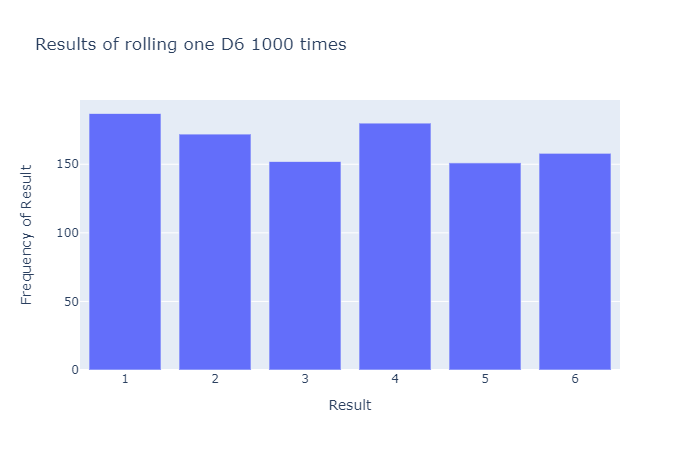 Results of rolling one D6 1000 times
Frequency of Result
150
100
50
0
1 2 3 4 5 6
Result